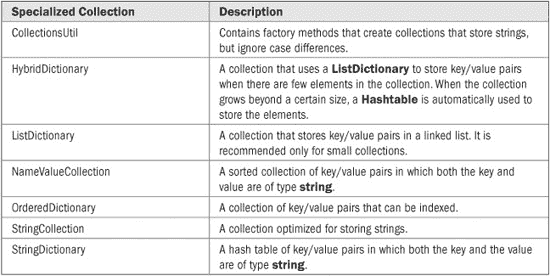 Specialized Collection Description
CollectionsUtil Contains factory methods that create collections that store strings,
but ignore case differences.
HybridDictionary A collection that uses a ListDictionary to store key/value pairs
when there are few elements in the collection. When the collection
grows beyond a certain size, a Hashtable is automatically used to
store the elements.
ListDictionary A collection that stores key/value pairs in a linked list. It is
recommended only for small collections.
NameValueCollection A sorted collection of key/value pairs in which both the key and
value are of type string.
OrderedDictionary A collection of key/value pairs that can be indexed.
StringCollection A collection optimized for storing strings.
StringDictionary A hash table of key/value pairs in which both the key and the value
are of type string.